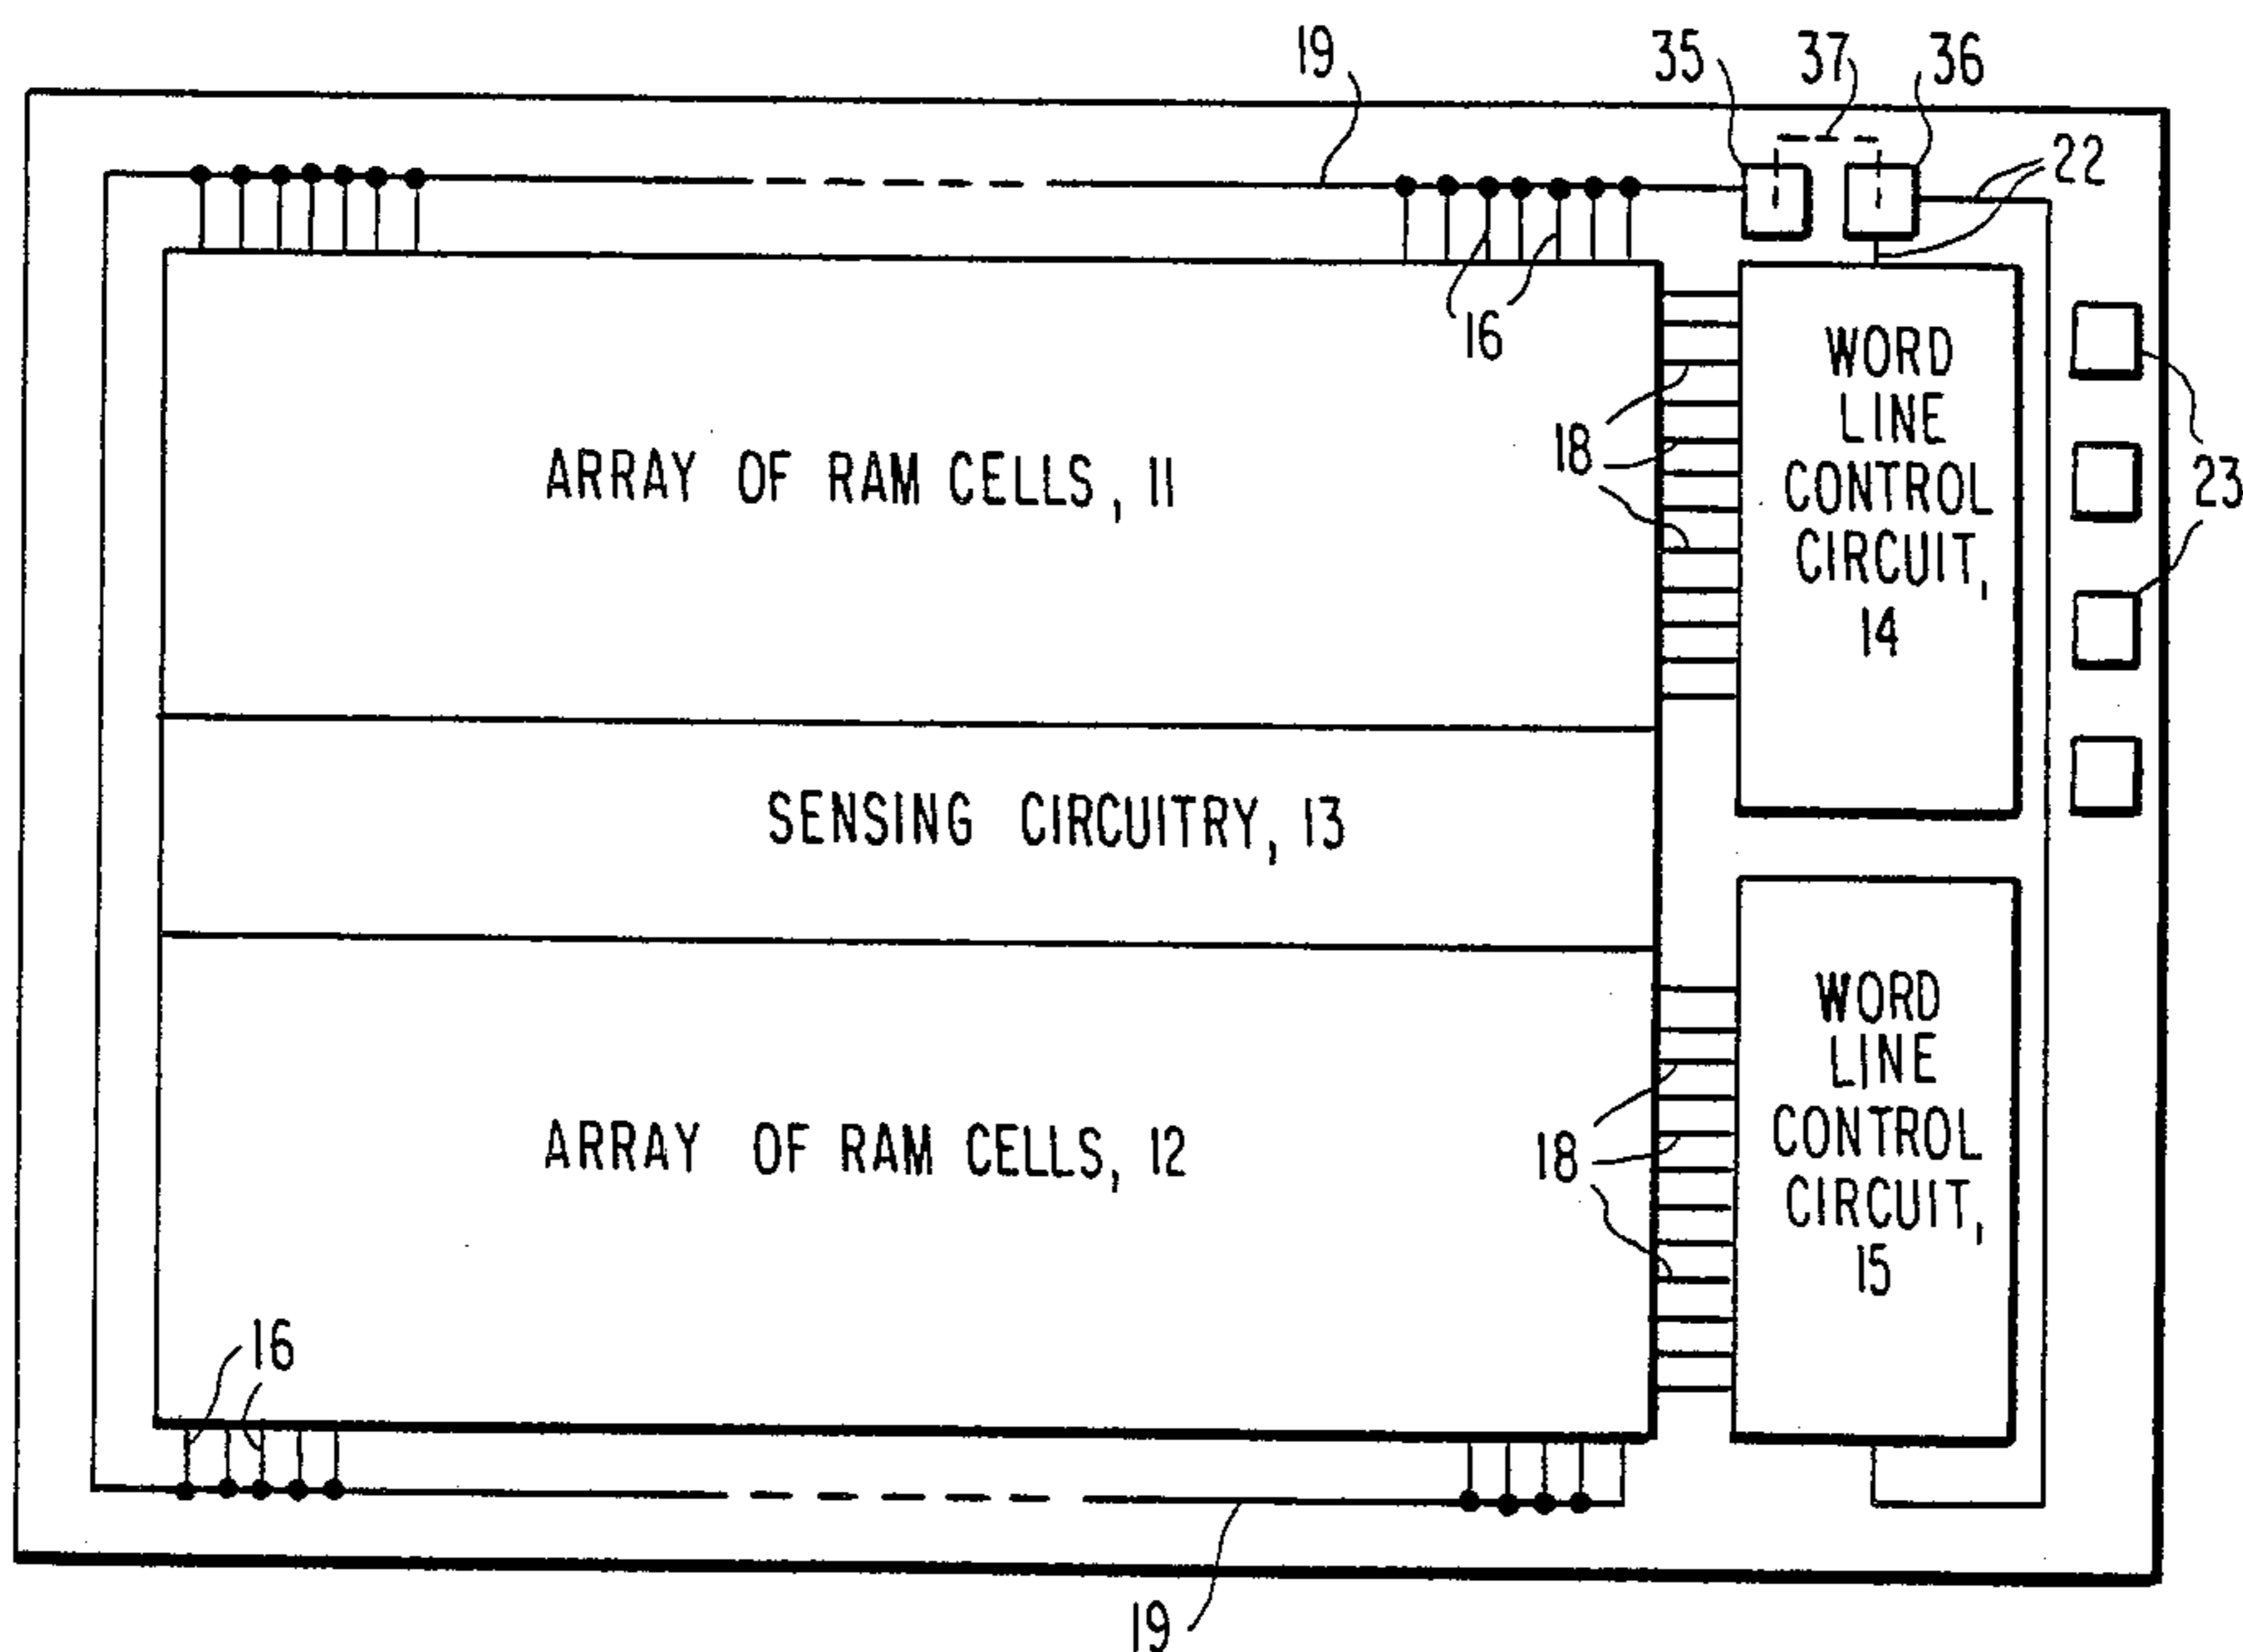 19
35
37
36
22
16
WORD
LINE
CONTROL
CIRCUIT,
14
18
ARRAY OF RAM CELLS, 11
23
SENSING CIRCUITRY, 13
WORD
LINE
CONTROL
CIRCUIT,
15
ARRAY OF RAM CELLS, 12
18
16
19